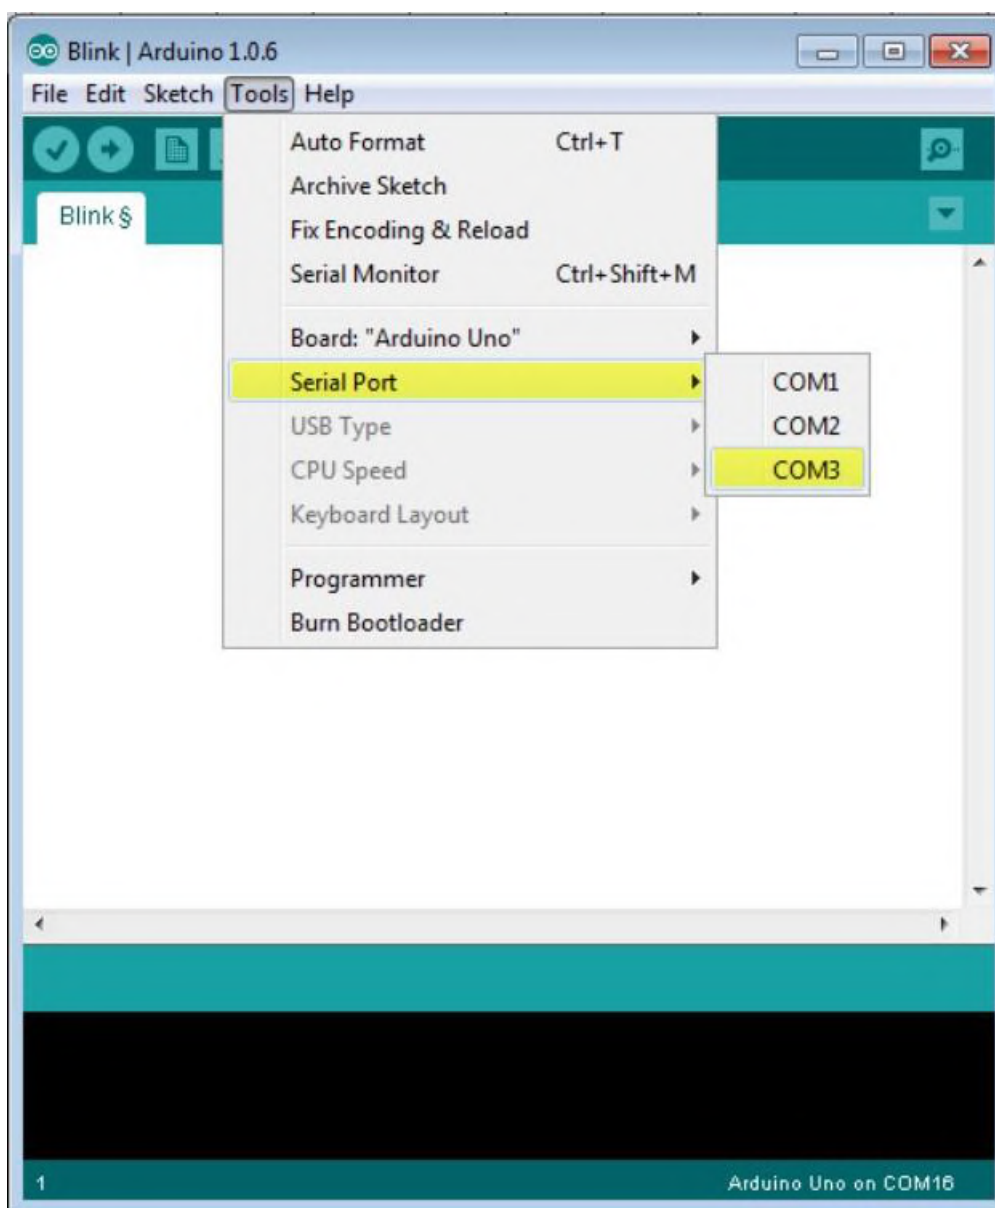 Blink | Arduino 1.0.6
File Edit Sketch Tools Help
Blink §
Auto Format Ctrl+T
Archive Sketch
Fix Encoding & Reload
Serial Monitor Ctrl+Shift+M
Board: "Arduino Uno"
Serial Port
COM1
USB Type
COM2
CPU Speed
COM3
Keyboard Layout
Programmer
Burn Bootloader
1 Arduino Uno on COM16